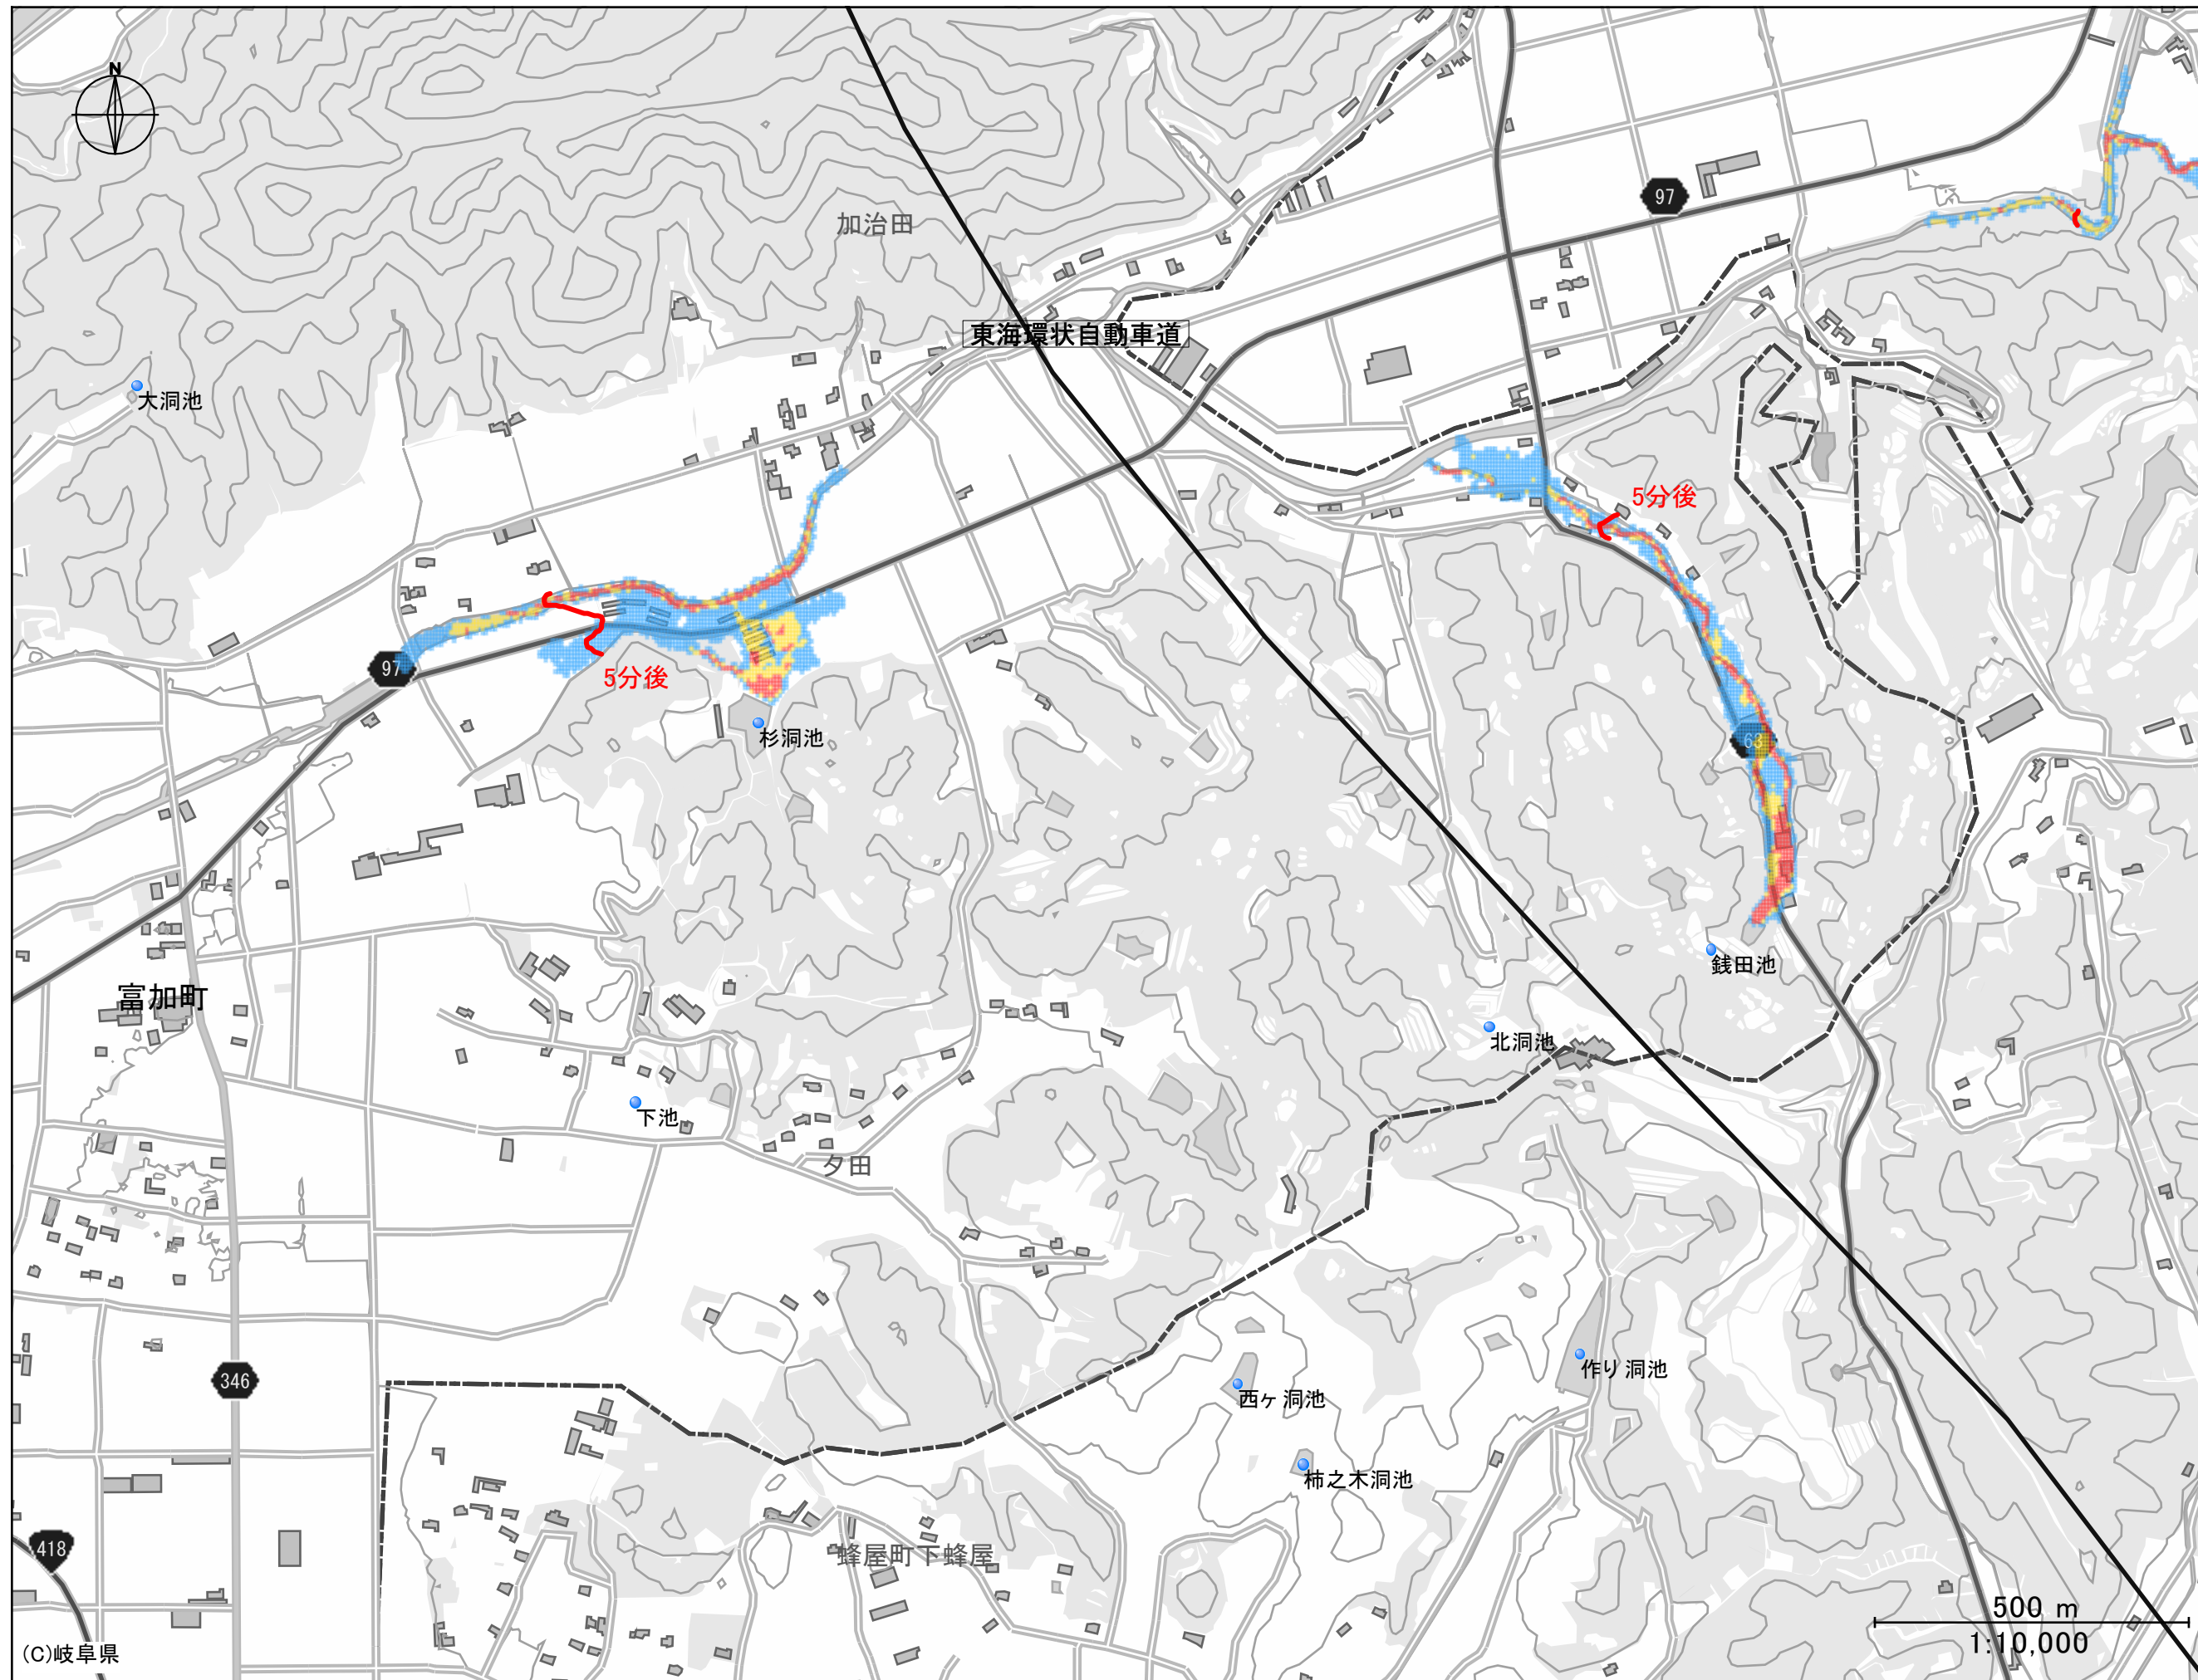 N
加治田
97
東海環状自動車道
大洞池
5分後
97
5分後
杉洞池
68
銭田池
富加町
北洞池
下池
夕田
作り洞池
346
西ヶ洞池
柿之木洞池
418
蜂屋町下蜂屋
500 m
1:10,000
(C)岐阜県